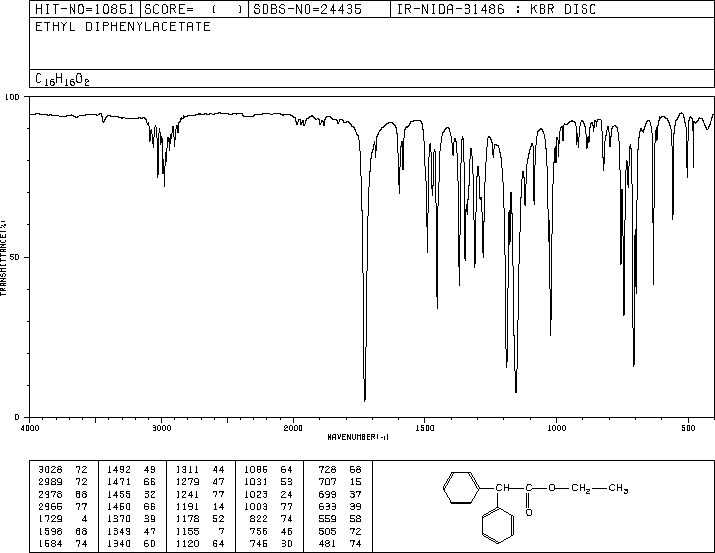 HIT-NO=10851 SCORE= ( ) SDBS-NO=24435 IR-NIDA-31486 : KBR DISC
ETHYL DIPHENYLACETATE
C16H16O2
100
50
0
TRANSMITTANCE(%)
4000 3000 2000 1500 1000 500
WAVENUMBER(-1)
3028 72 1492 49 1311 44 1086 64 728 68
2989 72 1471 66 1279 47 1031 53 707 15
2978 68 1455 32 1241 77 1023 24 699 37
2966 77 1450 66 1191 14 1003 77 633 39
1729 4 1370 39 1178 52 822 74 559 58
1598 68 1349 47 1155 7 756 46 505 72
1584 74 1340 60 1120 64 746 30 481 74
CH—C—O—CH2—CH3
O